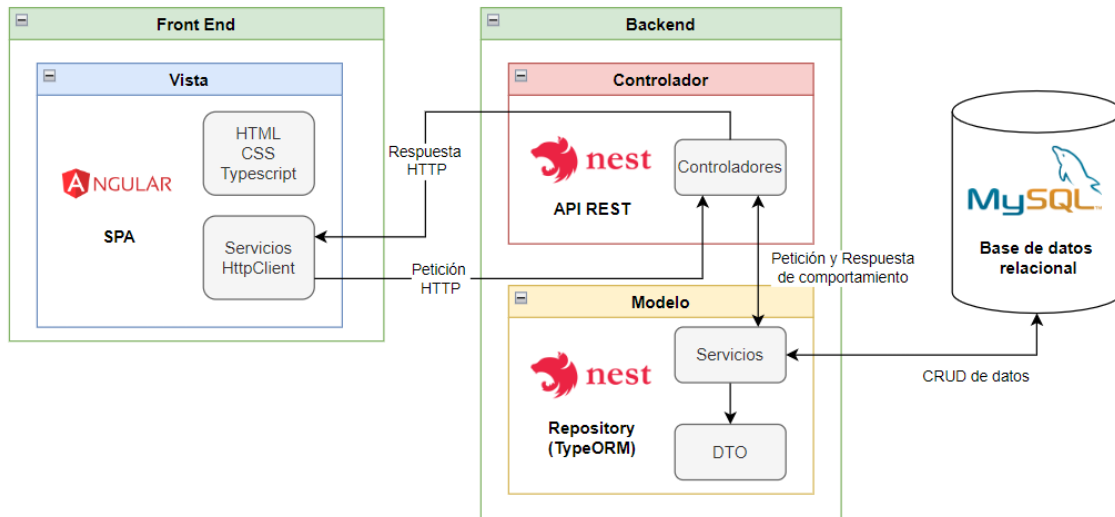 Front End
Vista
HTML
CSS
Typescript
ANGULAR
SPA
Servicios
HttpClient
Respuesta
HTTP
Petición
HTTP
Backend
Controlador
nest
API REST
Controladores
Petición y Respuesta
de comportamiento
Modelo
nest
Repository
(TypeORM)
Servicios
DTO
CRUD de datos
MySQL™
Base de datos
relacional